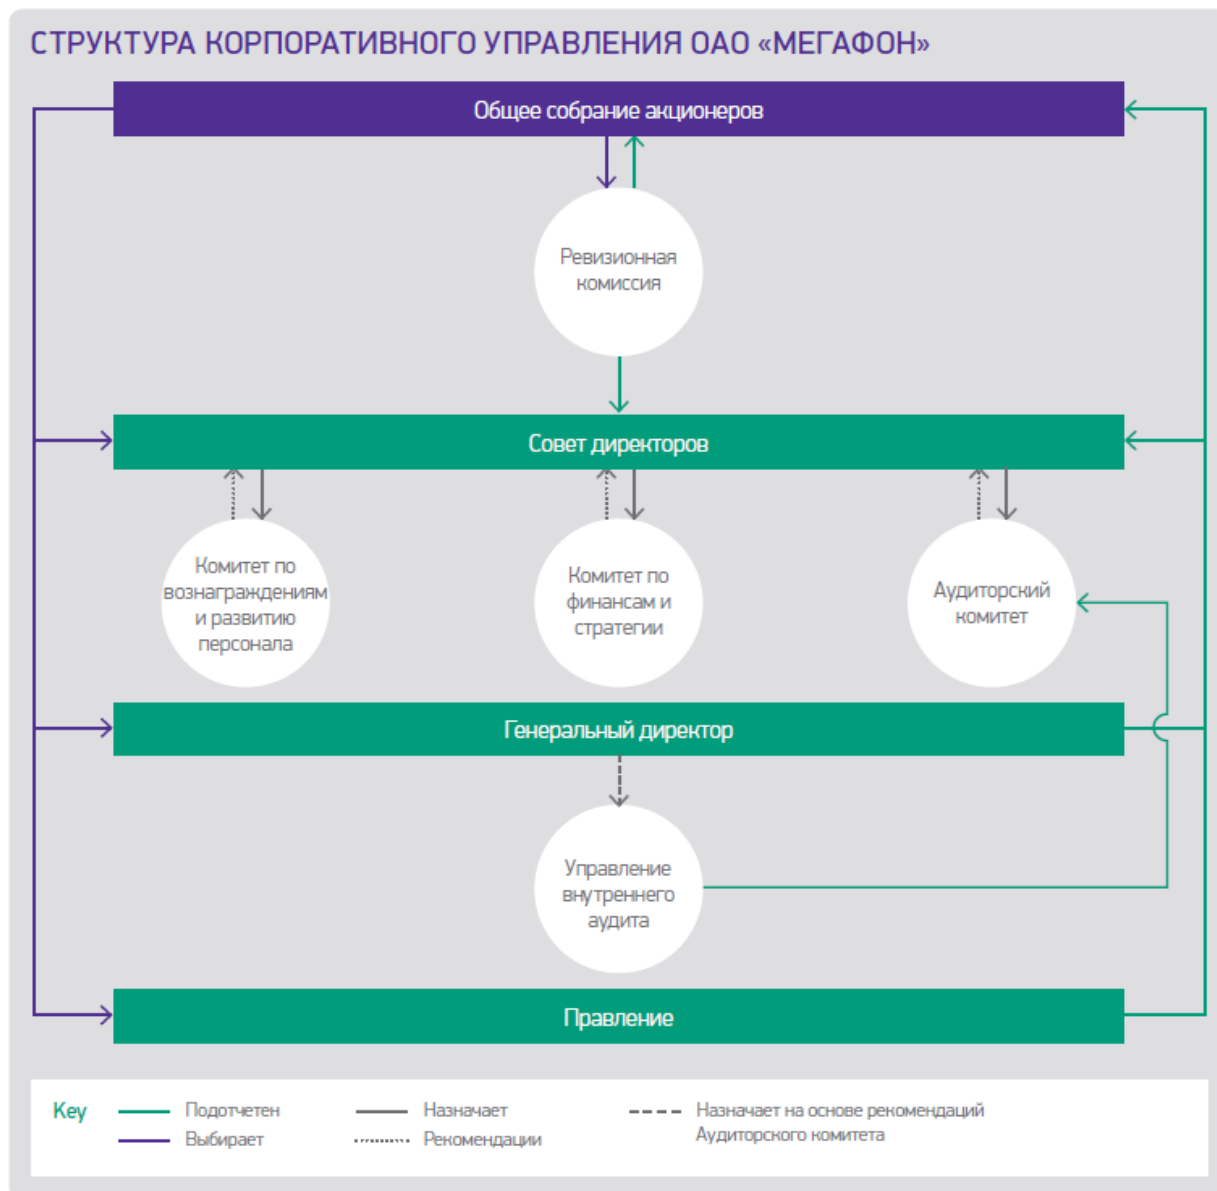 СТРУКТУРА КОРПОРАТИВНОГО УПРАВЛЕНИЯ ОАО «МЕГАФОН»
Общее собрание акционеров
Ревизионная
комиссия
Совет директоров
Комитет по
вознаграждениям
и развитию
персонала
Комитет по
финансам и
стратегии
Аудиторский
комитет
Генеральный директор
Управление
внутреннего
аудита
Правление
Key
Подотчетен
Выбирает
Назначает
Рекомендации
Назначает на основе рекомендаций
Аудиторского комитета